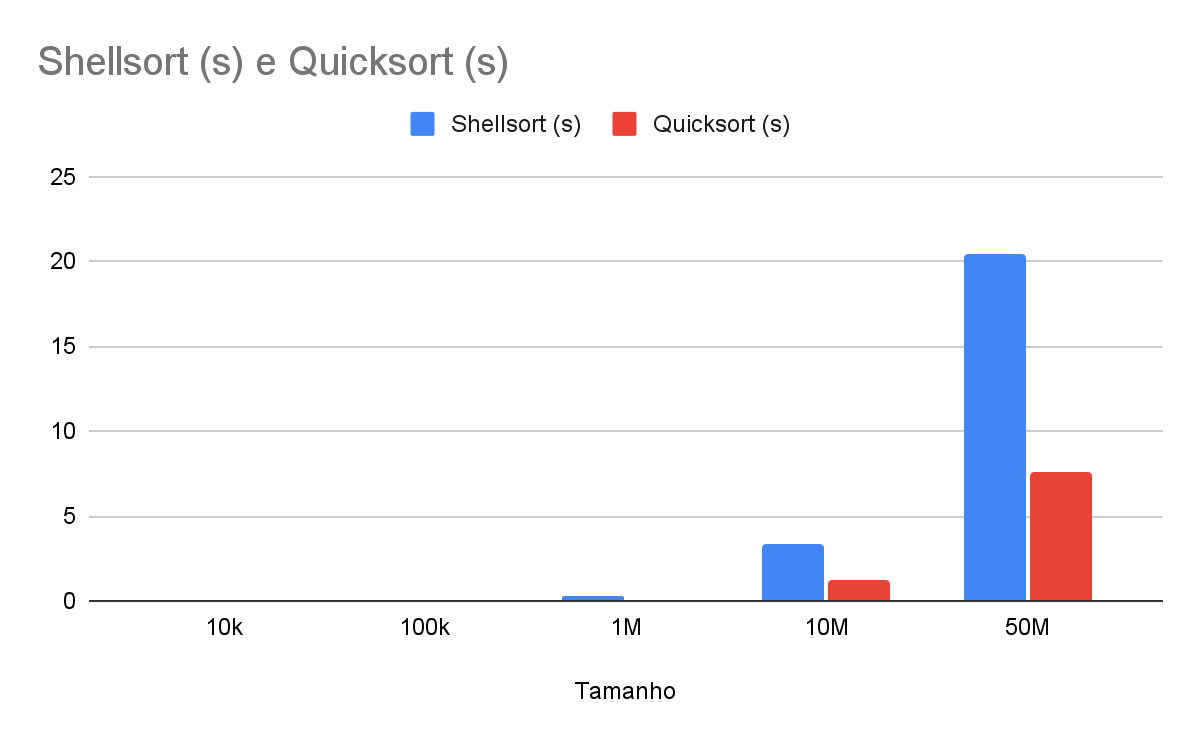 Shellsort (s) e Quicksort (s)
Shellsort (s) Quicksort (s)
25
20
15
10
5
0
10k 100k 1M 10M 50M
Tamanho